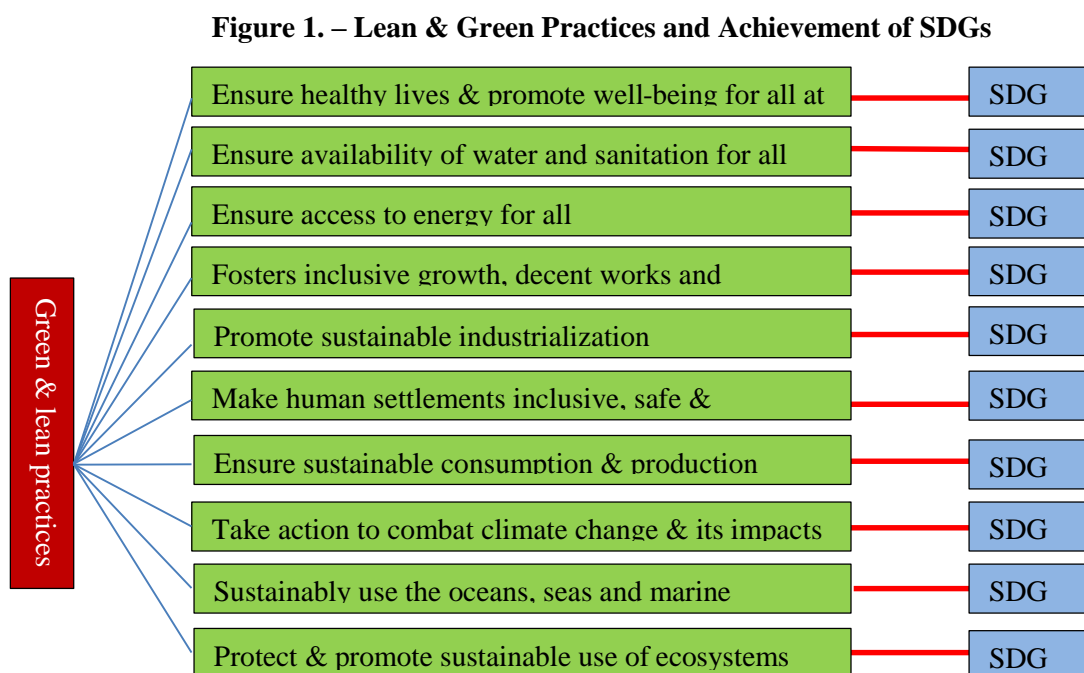 Figure 1. – Lean & Green Practices and Achievement of SDGs
Ensure healthy lives & promote well-being for all at
SDG
Ensure availability of water and sanitation for all
SDG
Ensure access to energy for all
SDG
Fosters inclusive growth, decent works and
SDG
Green & lean practices
Promote sustainable industrialization
SDG
Make human settlements inclusive, safe &
SDG
Ensure sustainable consumption & production
SDG
Take action to combat climate change & its impacts
SDG
Sustainably use the oceans, seas and marine
SDG
Protect & promote sustainable use of ecosystems
SDG